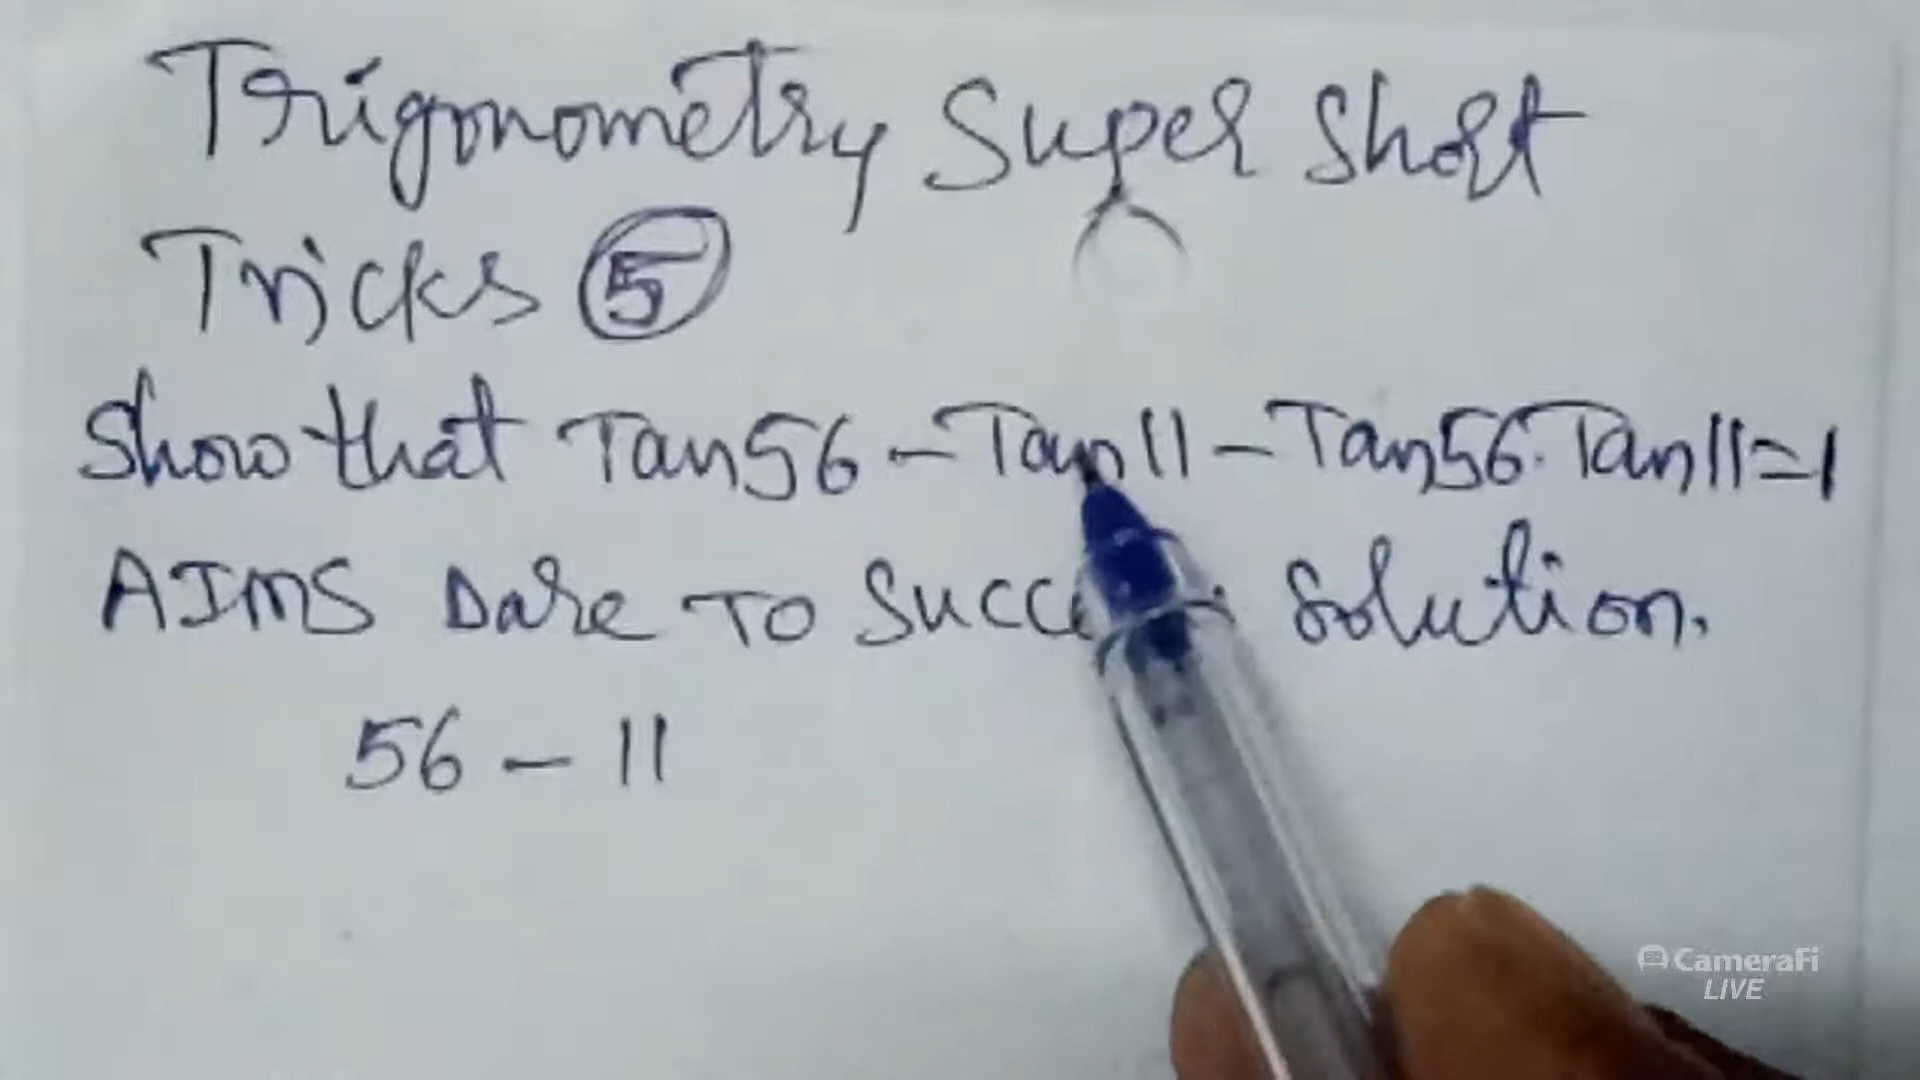 Trigonometry Super Short
Tricks 5
Show that Tan56 - Tan11 - Tan56. Tan11=1
AIMS Dare To Solution.
56 - 11
CameraFi
LIVE